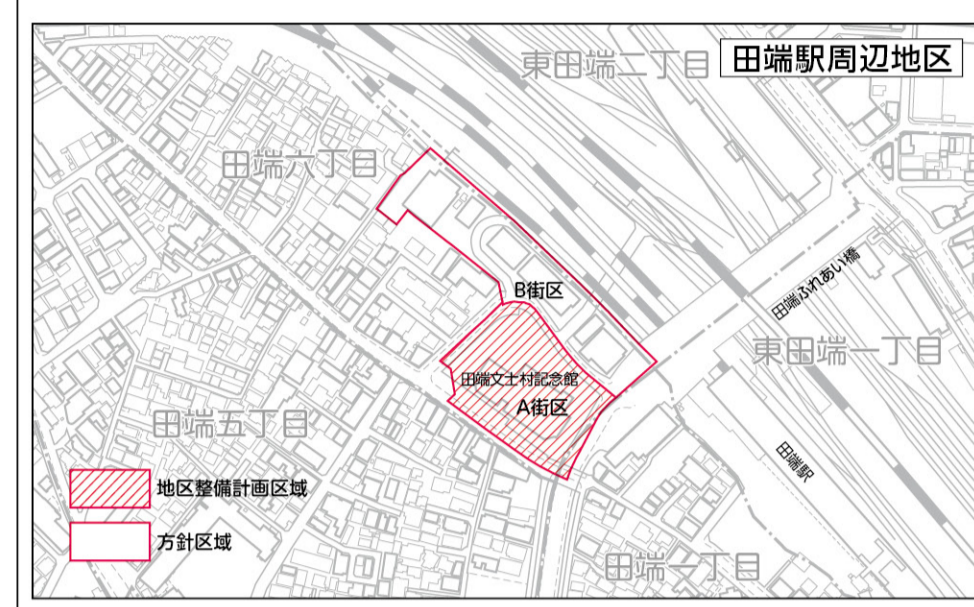 東田端二丁目
田端駅周辺地区
田端六丁目
B街区
田端ふれあい橋
東田端一丁目
田端文士村記念館
A街区
田端五丁目
田端駅
地区整備計画区域
方針区域
田端一丁目